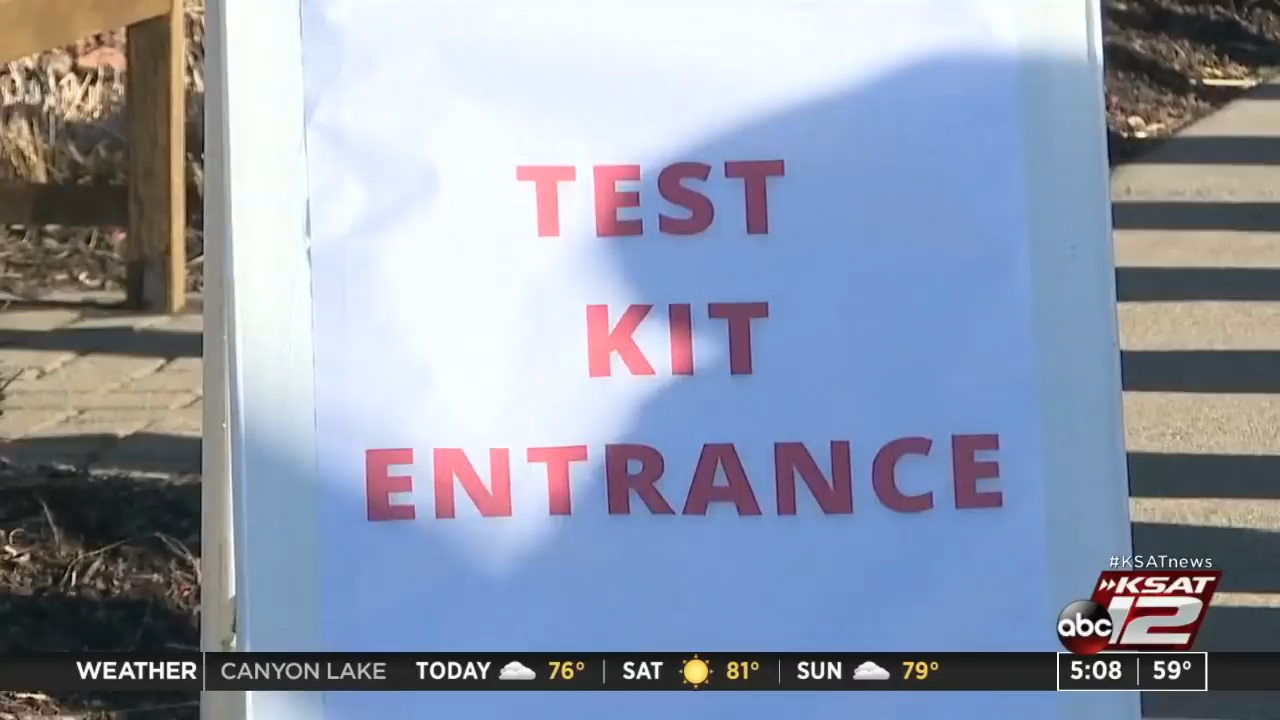 TEST
KIT
ENTRANCE
#KSATnews
KSAT
abc 12
WEATHER CANYON LAKE TODAY 76° SAT 81° SUN 79° 5:08 59°